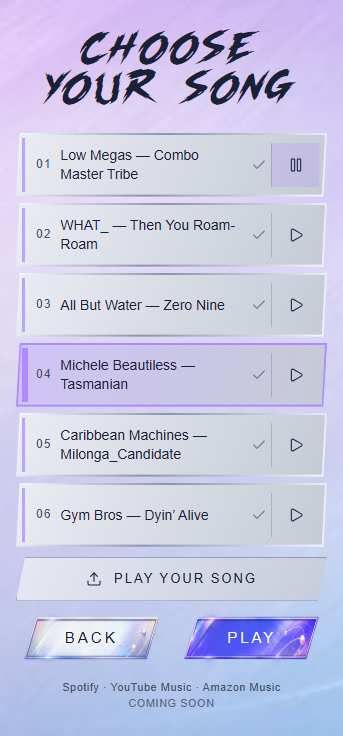 CHOOSE
YOUR SONG
01 Low Megas — Combo
Master Tribe
02 WHAT_ — Then You Roam-
Roam
03 All But Water — Zero Nine
04 Michele Beautiless —
Tasmanian
05 Caribbean Machines —
Milonga_Candidate
06 Gym Bros — Dyin’ Alive
PLAY YOUR SONG
BACK PLAY
Spotify · YouTube Music · Amazon Music
COMING SOON